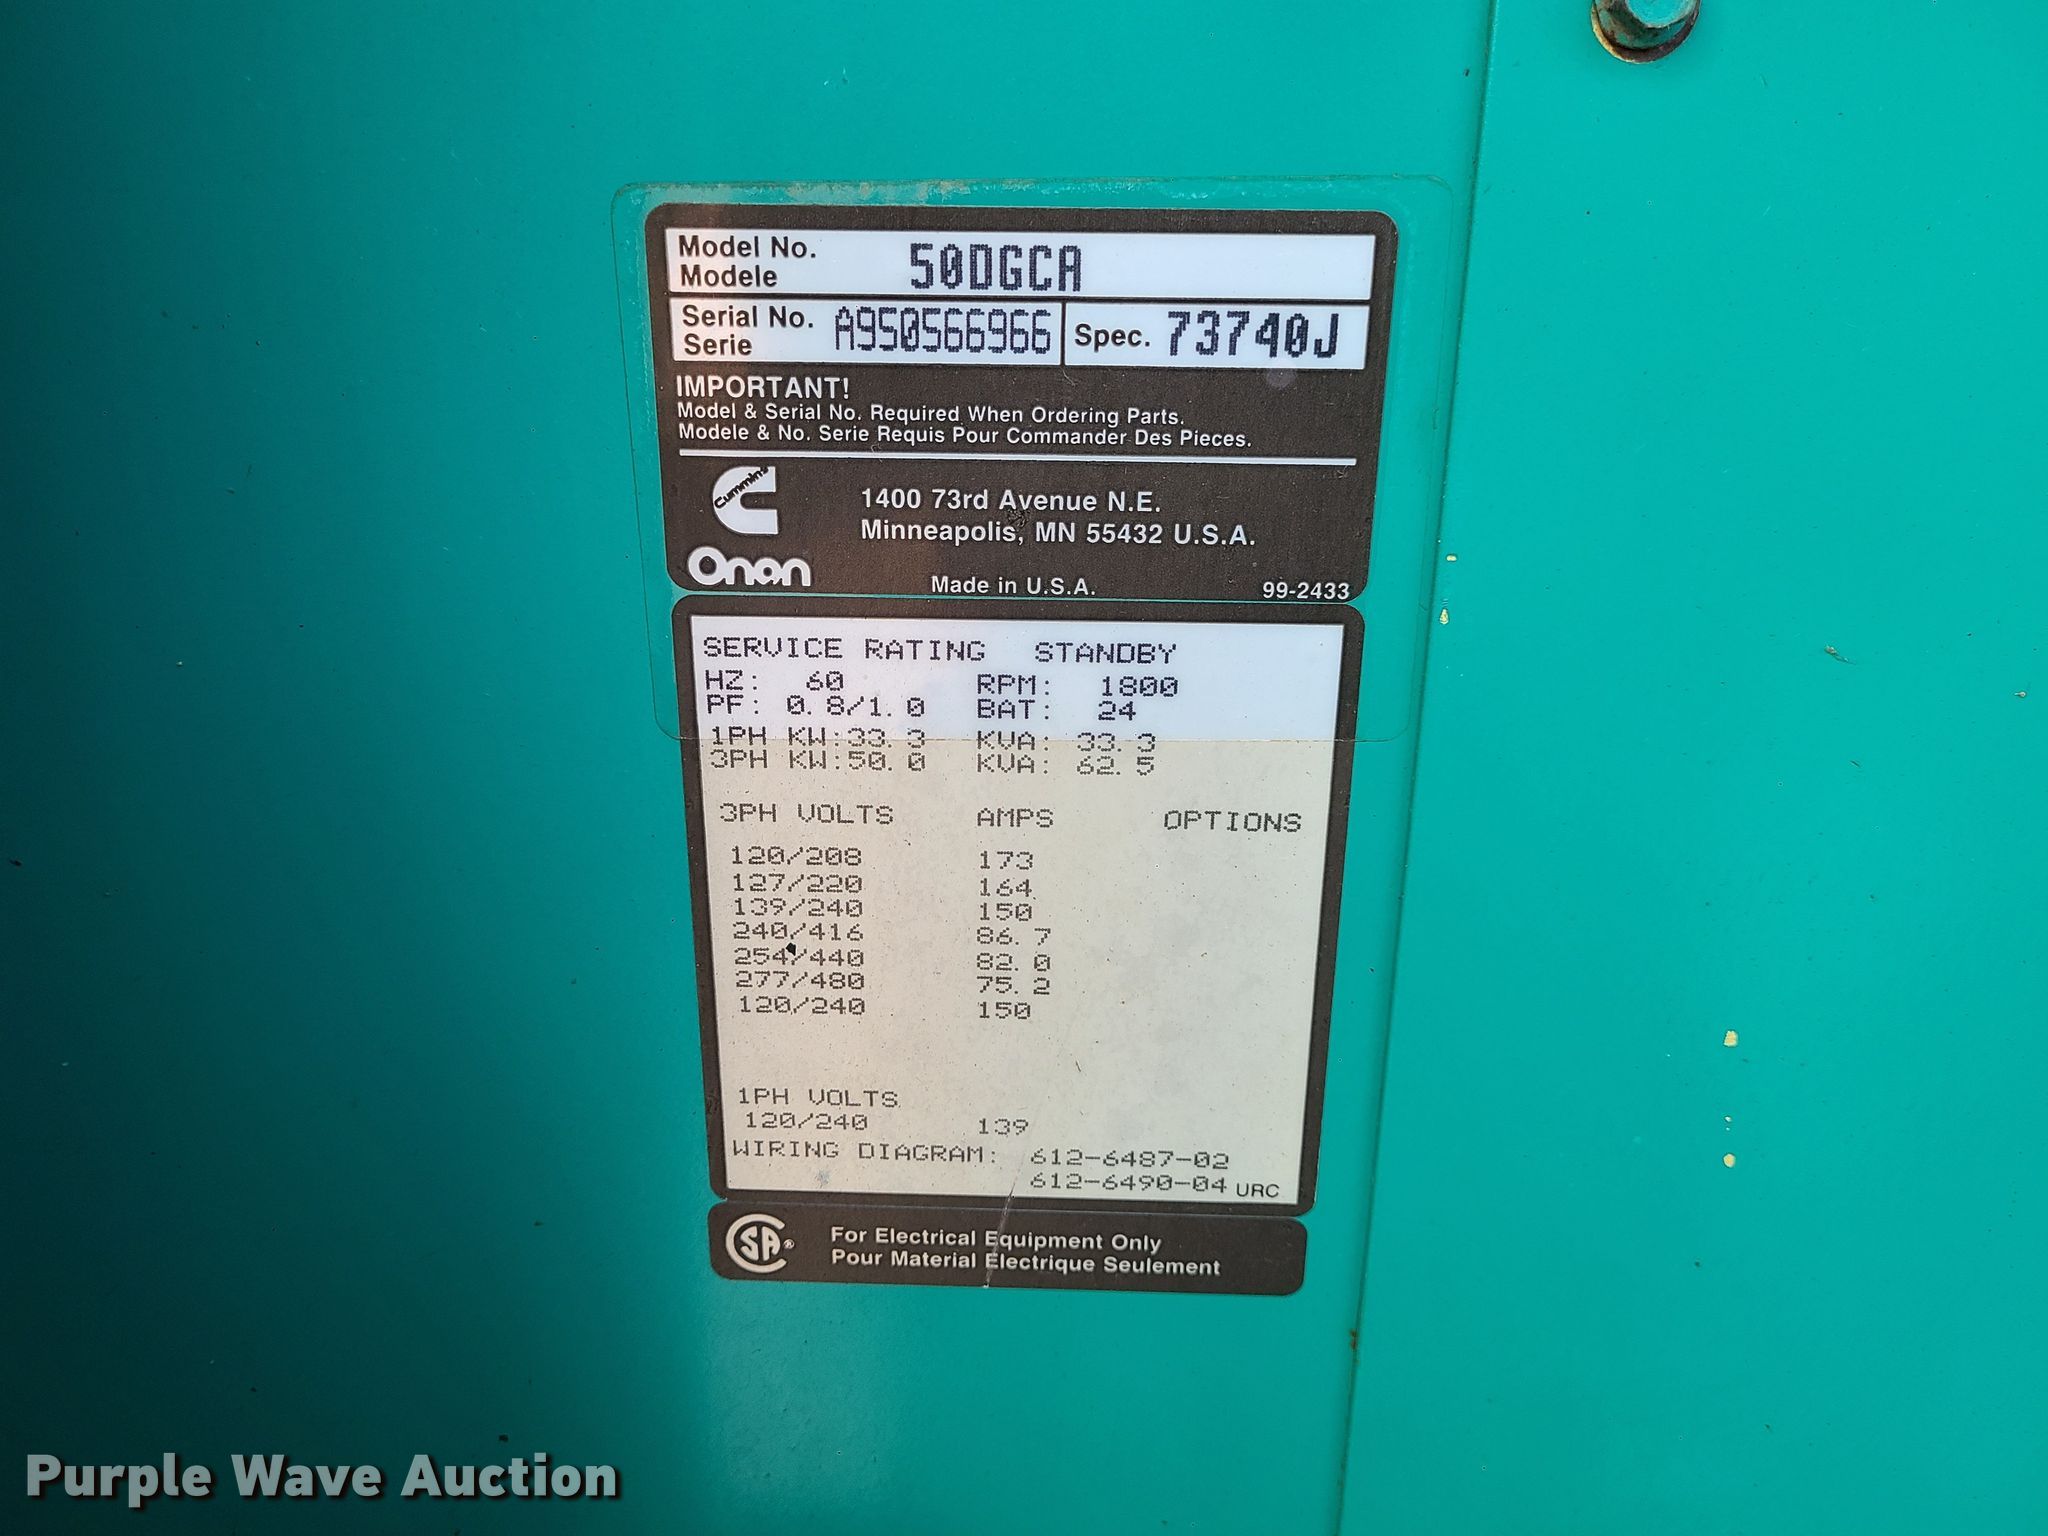 Model No. 50DGCA
Modele
Serial No. A950566966 Spec. 73740J
Serie
IMPORTANT!
Model & Serial No. Required When Ordering Parts.
Modele & No. Serie Requis Pour Commander Des Pieces.
Cummins
Onan
1400 73rd Avenue N.E.
Minneapolis, MN 55432 U.S.A.
Made in U.S.A. 99-2433
SERVICE RATING STANDBY
HZ: 60 RPM: 1800
PF: 0.8/1.0 BAT: 24
1PH KW:33.3 KVA: 33.3
3PH KW:50.0 KVA: 62.5
3PH VOLTS AMPS OPTIONS
120/208 173
127/220 164
139/240 150
240/416 86.7
254/440 82.0
277/480 75.2
120/240 150
1PH VOLTS
120/240 139
WIRING DIAGRAM: 612-6487-02
612-6490-04 URC
SA®
For Electrical Equipment Only
Pour Material Electrique Seulement
Purple Wave Auction